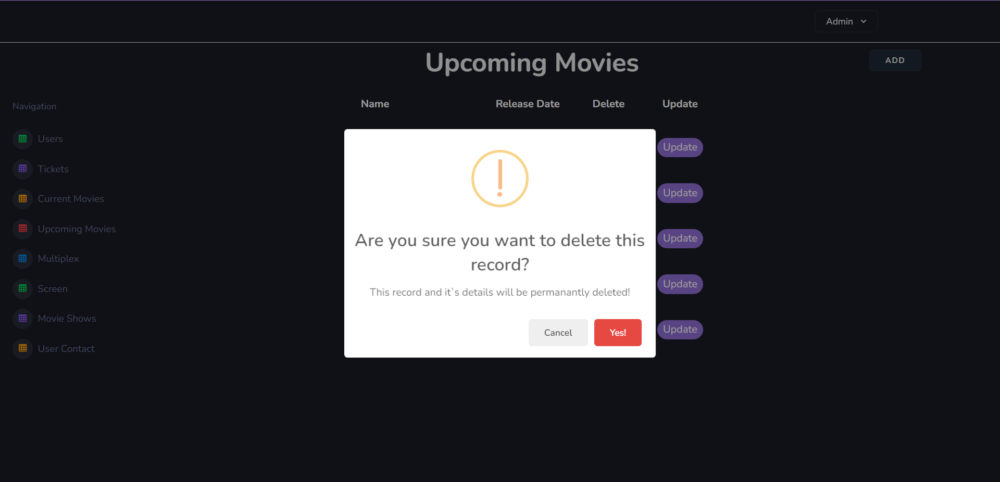 Admin
Upcoming Movies
ADD
Navigation
Users
Tickets
Current Movies
Upcoming Movies
Multiplex
Screen
Movie Shows
User Contact
Name Release Date Delete Update
Update
Update
Update
Update
Update
Are you sure you want to delete this
record?
This record and it`s details will be permanantly deleted!
Cancel Yes!